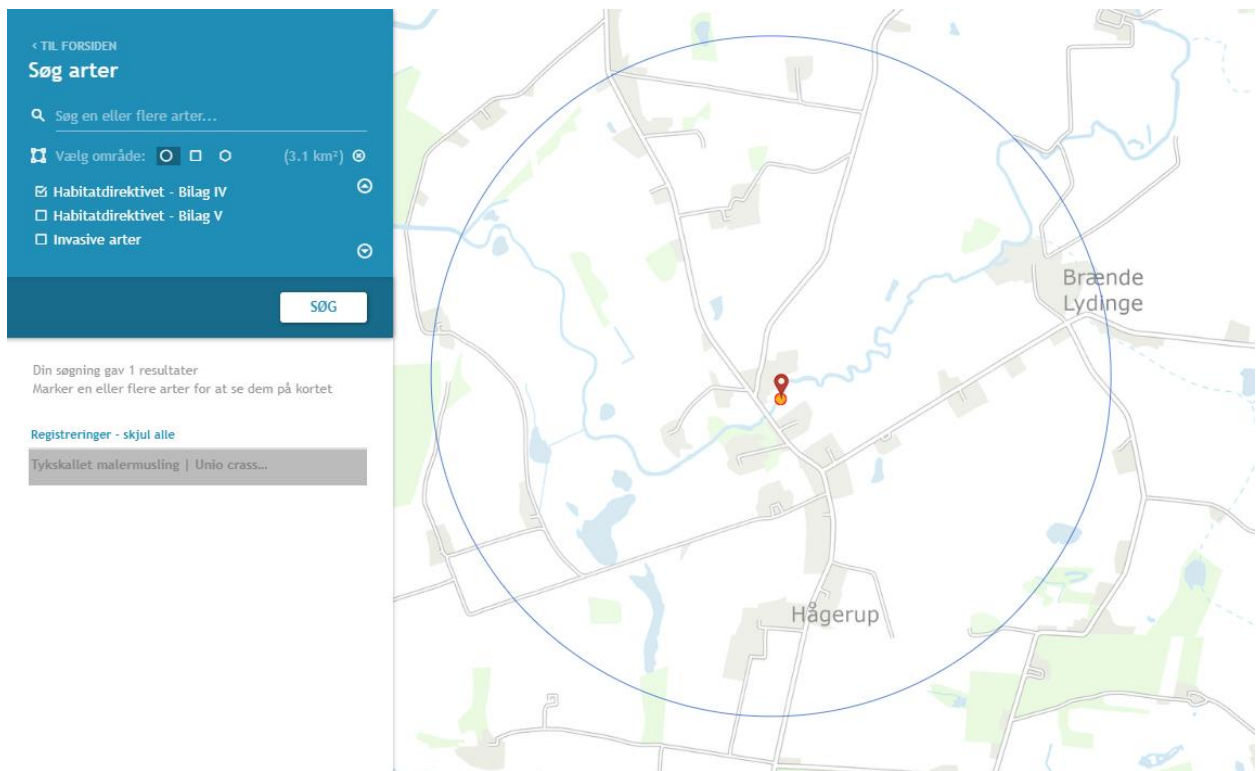 < TIL FORSIDEN
Søg arter
Søg en eller flere arter...
Vælg område: (3.1 km²)
Habitatdirektivet - Bilag IV
Habitatdirektivet - Bilag V
Invasive arter
SØG
Din søgning gav 1 resultater
Marker en eller flere arter for at se dem på kortet
Registreringer - skjul alle
Tykskallet malermusling | Unio crass...
Brænde
Lydinge
Hågerup